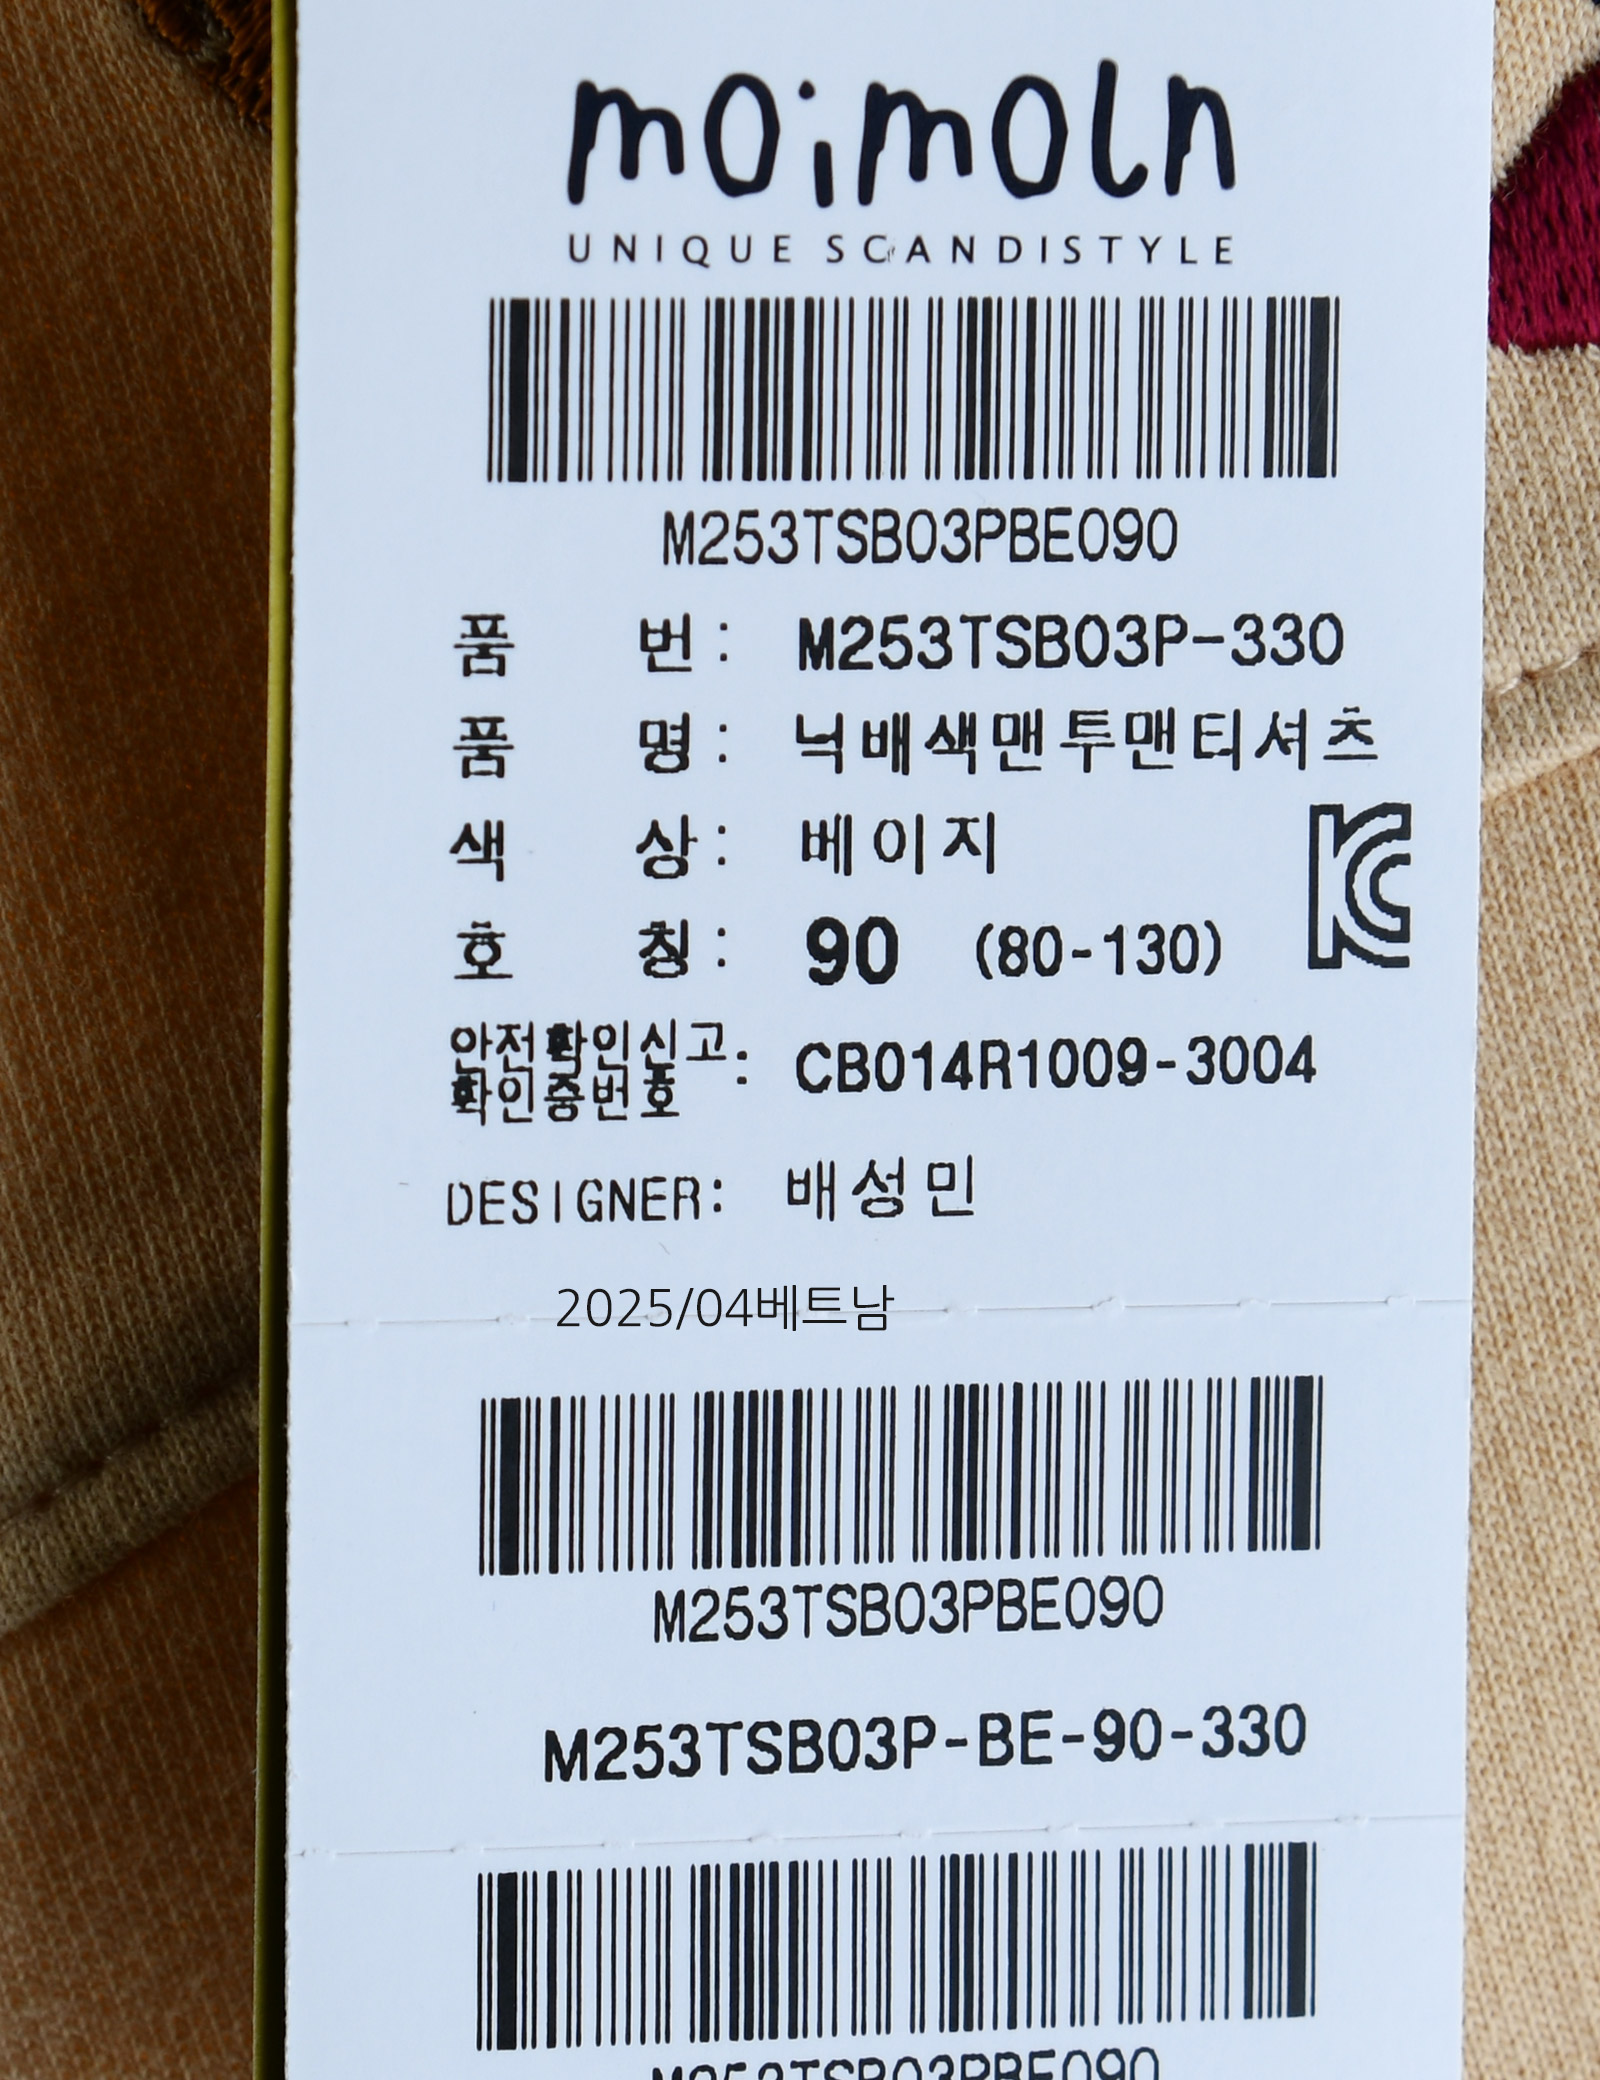 moimoln
UNIQUE SCANDISTYLE
M253TSB03PBE090
품 번 : M253TSB03P-330
품 명 : 닉배색맨투맨티셔츠
색 상 : 베이지
호 칭 : 90 (80-130)
안전확인신고
확인증번호 : CB014R1009-3004
DESIGNER: 배성민
2025/04베트남
M253TSB03PBE090
M253TSB03P-BE-90-330
M253TSB03PBE090